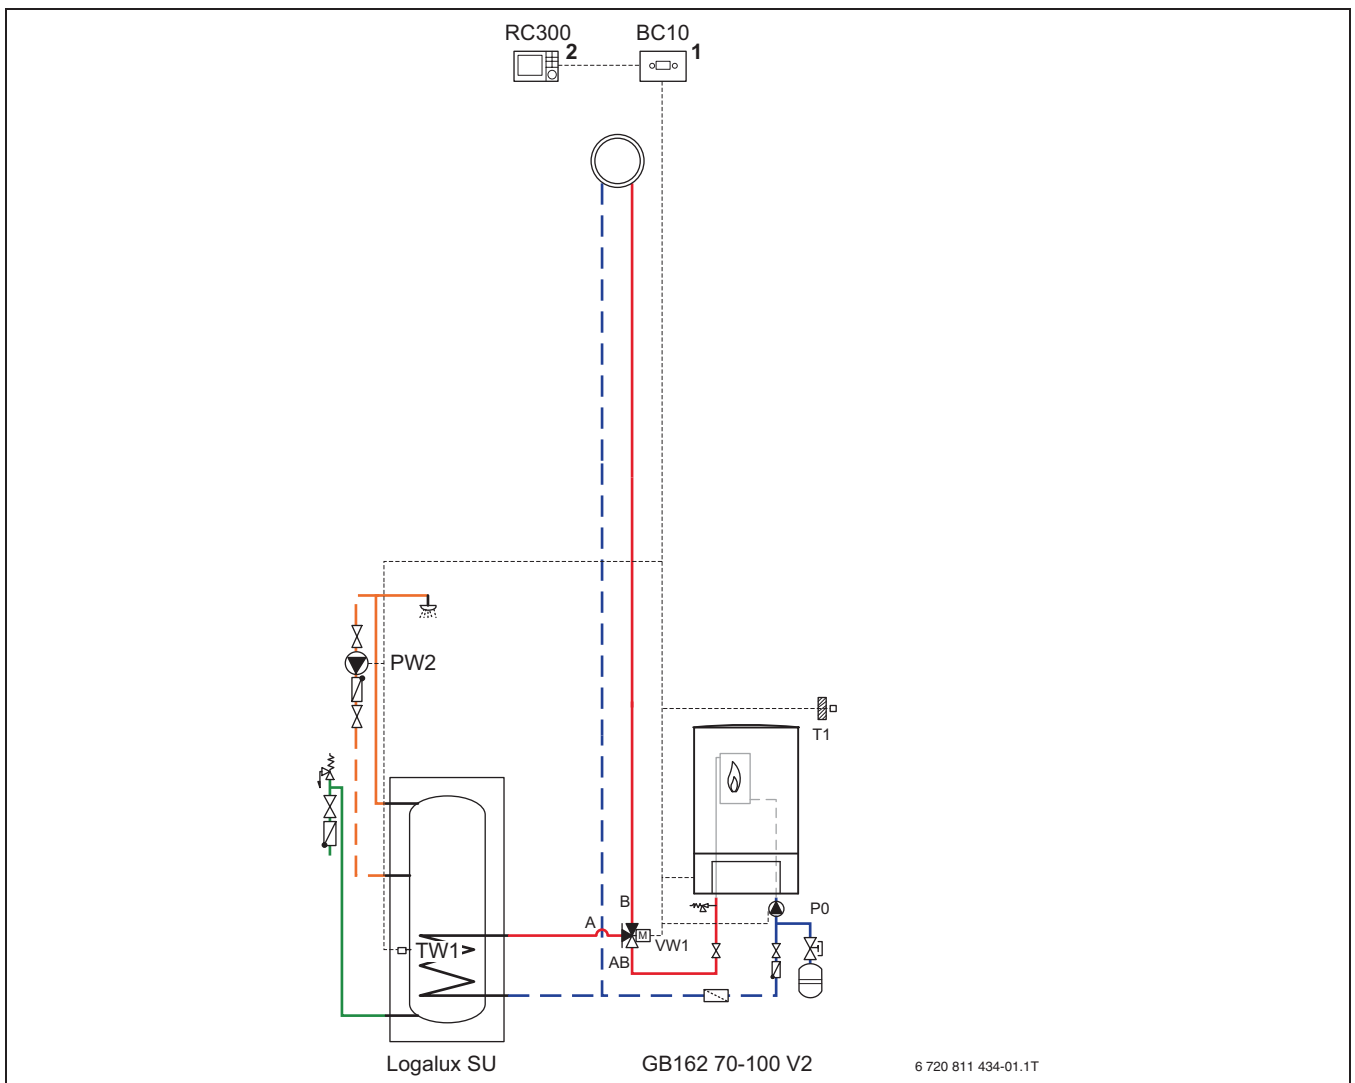 RC300
2
BC10
1
PW2
T1
B
P0
A
M
VW1
TW1
AB
Logalux SU
GB162 70-100 V2
6 720 811 434-01.1T